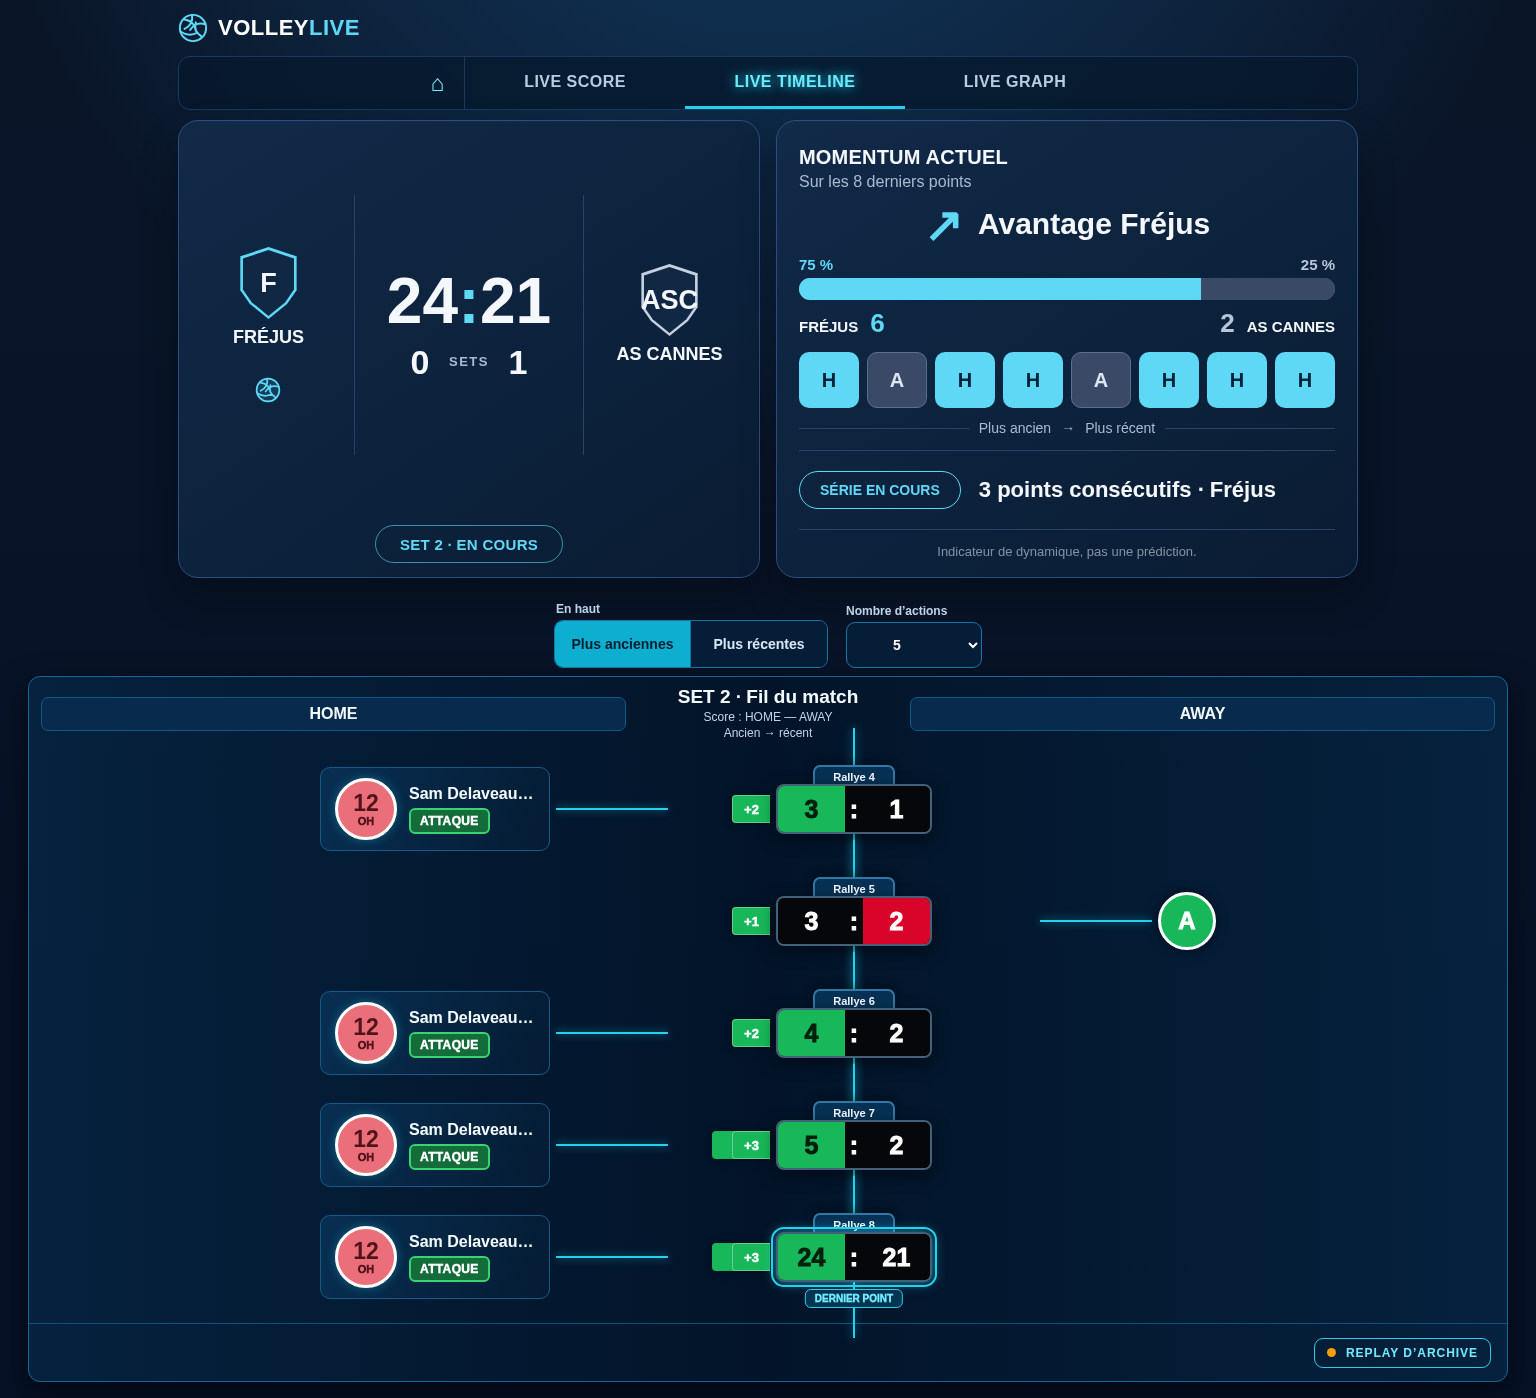 VOLLEYLIVE
LIVE SCORE
LIVE TIMELINE
LIVE GRAPH
F
FRÉJUS
24:21
0 SETS 1
ASC
AS CANNES
SET 2 · EN COURS
MOMENTUM ACTUEL
Sur les 8 derniers points
↗ Avantage Fréjus
75 % 25 %
FRÉJUS 6 2 AS CANNES
H A H H A H H H
Plus ancien → Plus récent
SÉRIE EN COURS 3 points consécutifs · Fréjus
Indicateur de dynamique, pas une prédiction.
En haut
Plus anciennes Plus récentes
Nombre d’actions
5
HOME
SET 2 · Fil du match
Score : HOME — AWAY
Ancien → récent
AWAY
Rallye 4
12
OH
Sam Delaveau…
ATTAQUE
+2
3 : 1
Rallye 5
+1
3 : 2
A
Rallye 6
12
OH
Sam Delaveau…
ATTAQUE
+2
4 : 2
Rallye 7
12
OH
Sam Delaveau…
ATTAQUE
+3
5 : 2
Rallye 8
12
OH
Sam Delaveau…
ATTAQUE
+3
24 : 21
DERNIER POINT
REPLAY D’ARCHIVE